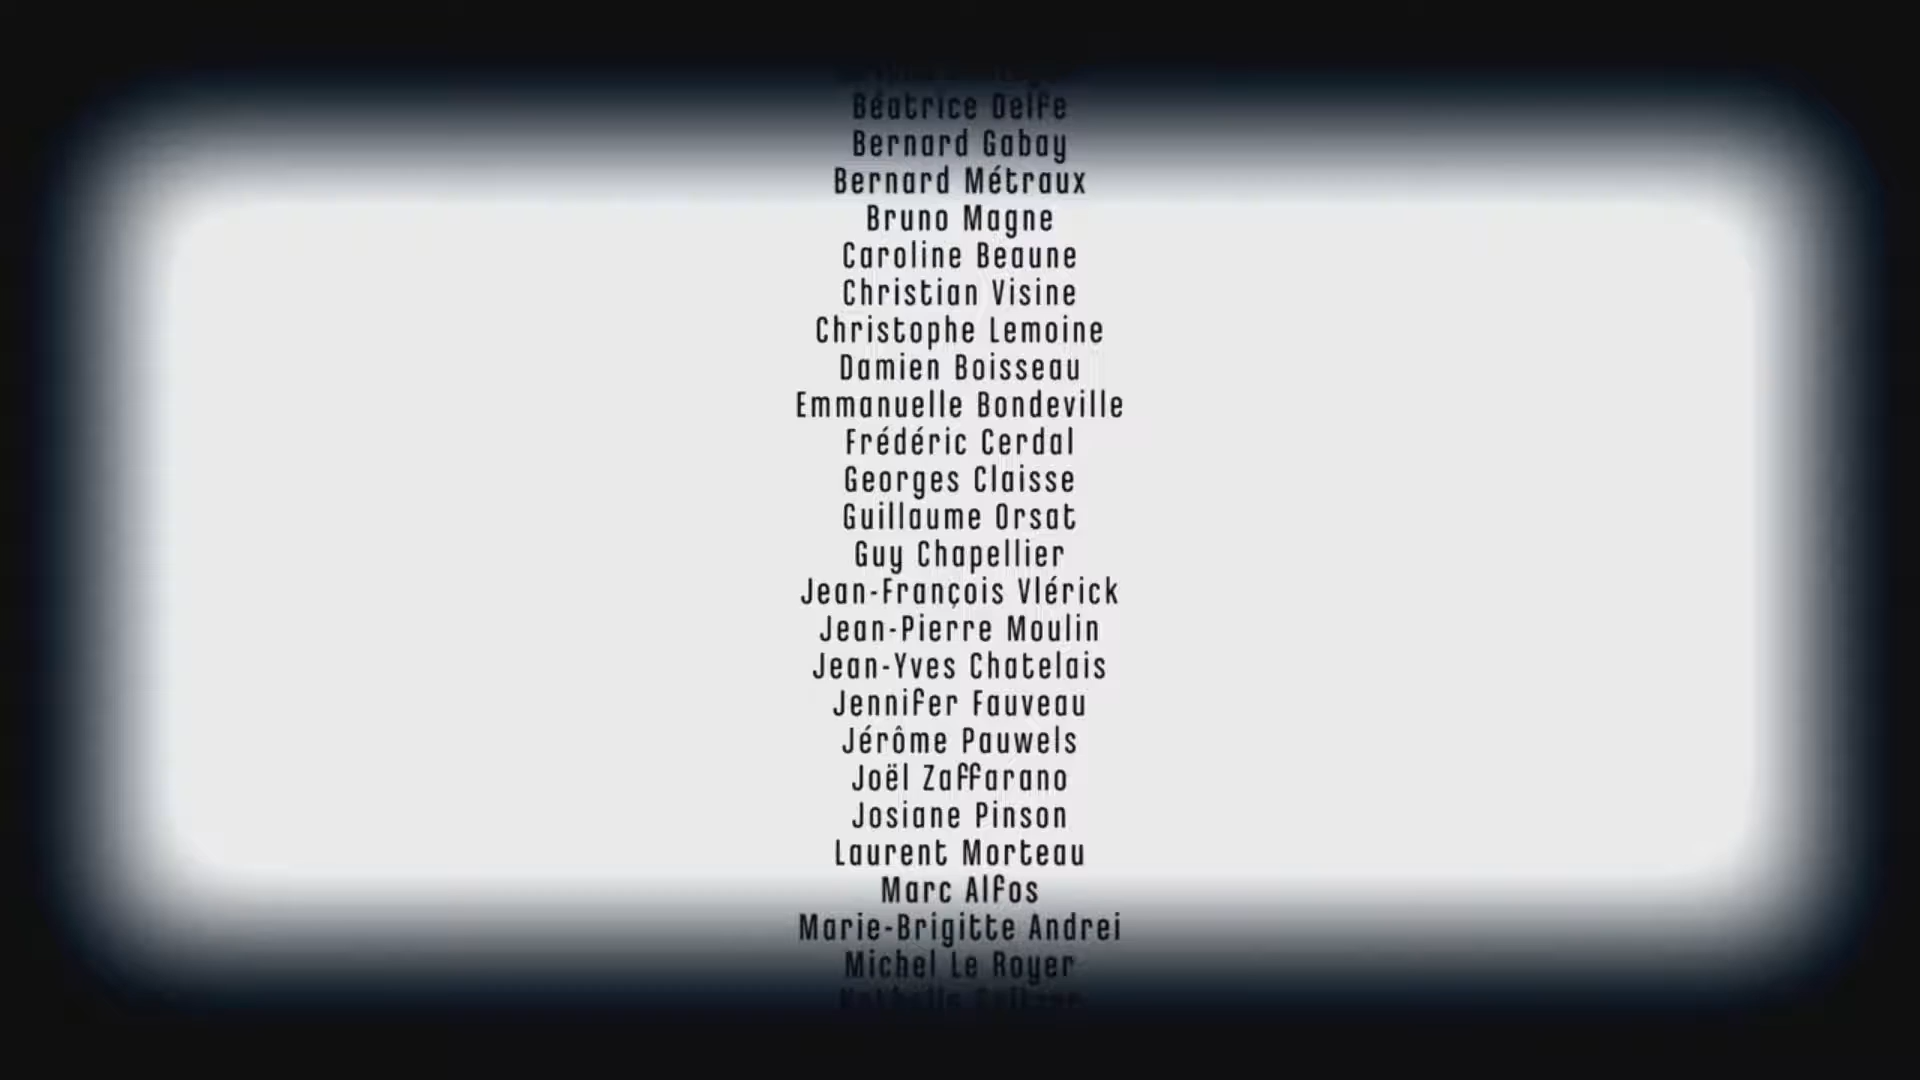 Béatrice Delfe
Bernard Gabay
Bernard Métraux
Bruno Magne
Caroline Beaune
Christian Visine
Christophe Lemoine
Damien Boisseau
Emmanuelle Bondeville
Frédéric Cerdal
Georges Claisse
Guillaume Orsat
Guy Chapellier
Jean-François Vlérick
Jean-Pierre Moulin
Jean-Yves Chatelais
Jennifer Fauveau
Jérôme Pauwels
Joël Zaffarano
Josiane Pinson
Laurent Morteau
Marc Alfos
Marie-Brigitte Andrei
Michel Le Royer